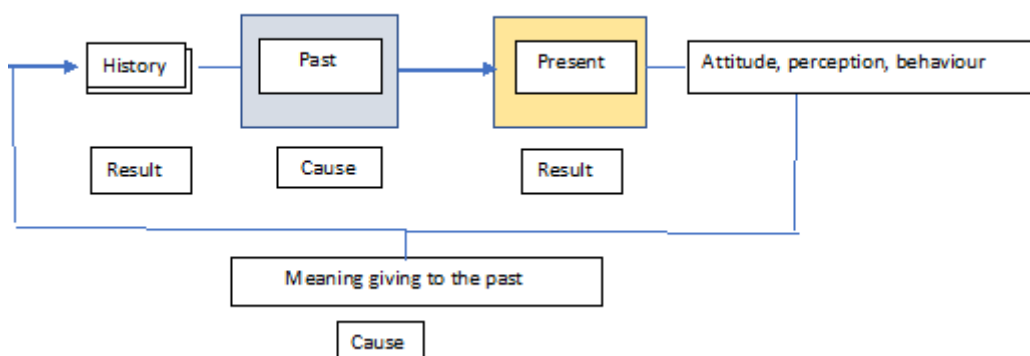 History
Past
Present
Attitude, perception, behaviour
Result
Cause
Result
Meaning giving to the past
Cause